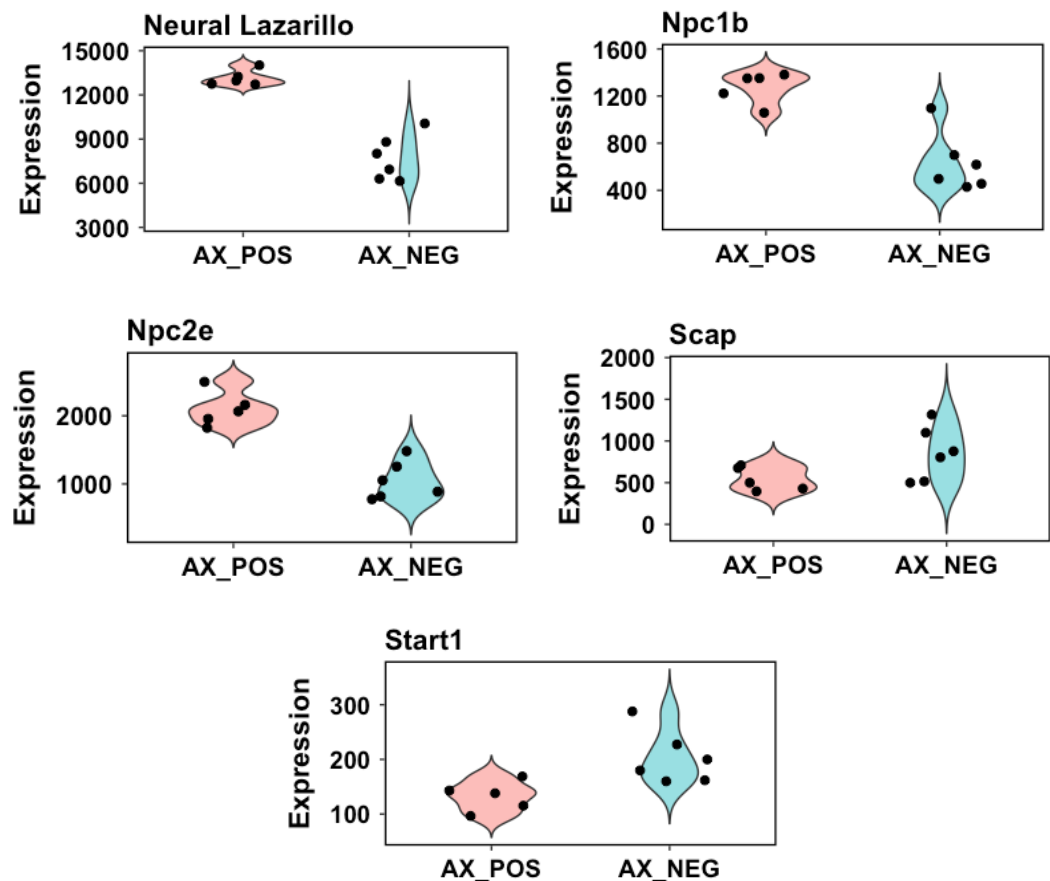 Neural Lazarillo
Expression
15000
12000
9000
6000
3000
AX_POS AX_NEG
Npc1b
Expression
1600
1200
800
400
AX_POS AX_NEG
Npc2e
Expression
2000
1000
AX_POS AX_NEG
Scap
Expression
2000
1500
1000
500
0
AX_POS AX_NEG
Start1
Expression
300
200
100
AX_POS AX_NEG